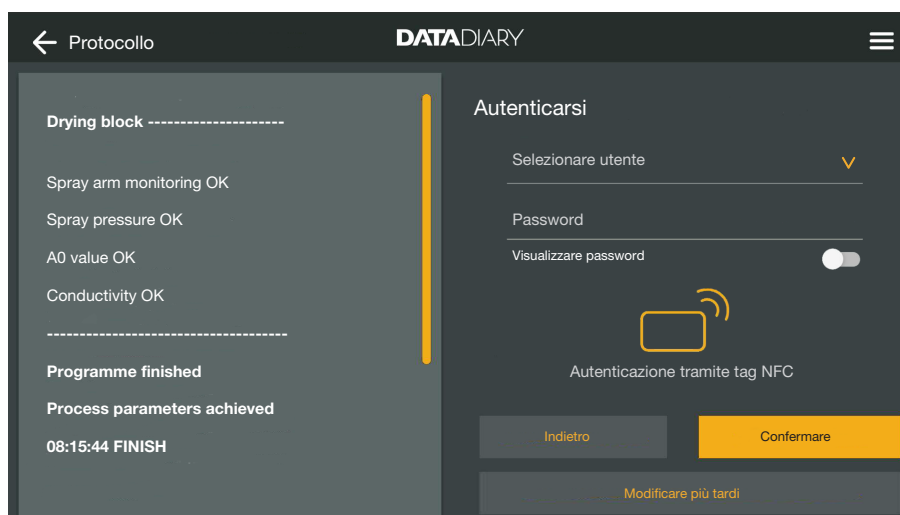 Protocollo
DATADIARY
Drying block ---------------------
Spray arm monitoring OK
Spray pressure OK
A0 value OK
Conductivity OK
-------------------------------------
Programme finished
Process parameters achieved
08:15:44 FINISH
Autenticarsi
Selezionare utente
Password
Visualizzare password
Autenticazione tramite tag NFC
Indietro
Confermare
Modificare più tardi